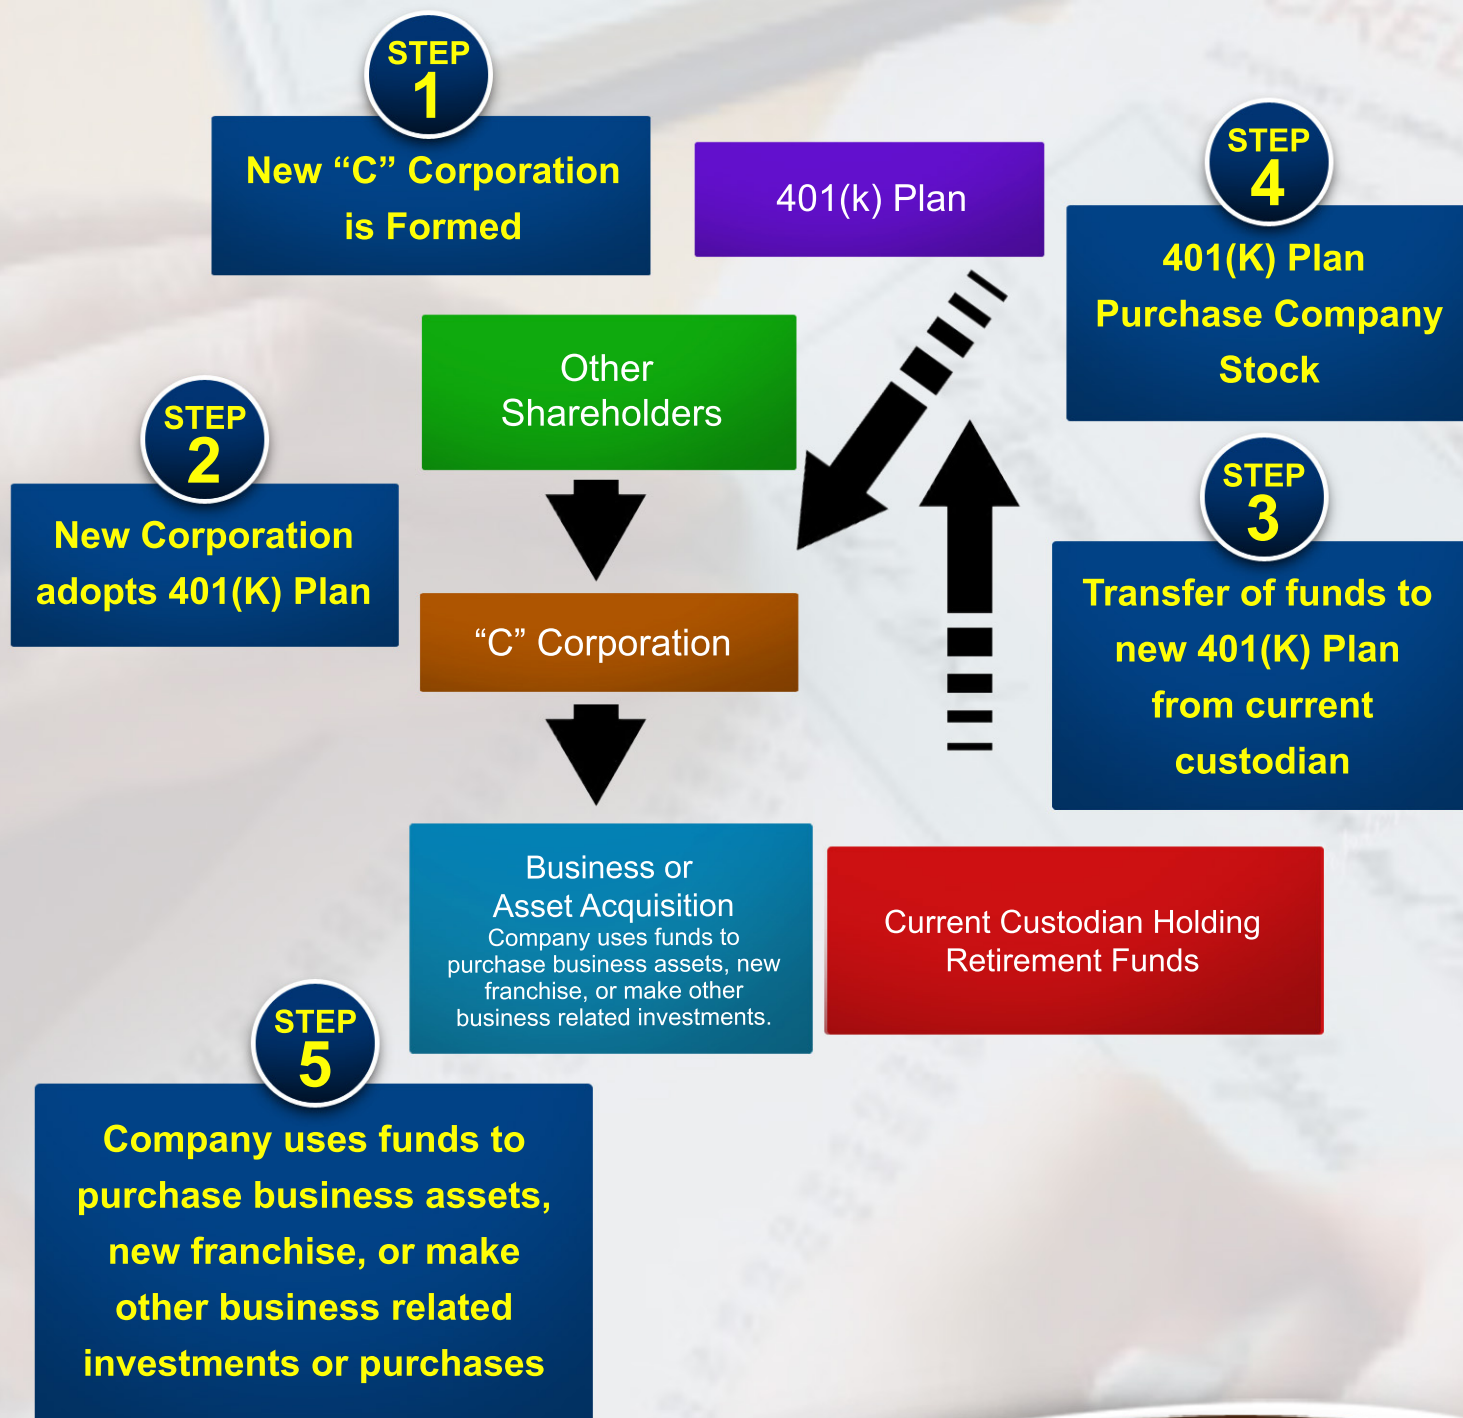 STEP
1
New “C” Corporation
is Formed
401(k) Plan
STEP
4
401(K) Plan
Purchase Company
Stock
Other
Shareholders
STEP
2
New Corporation
adopts 401(K) Plan
STEP
3
Transfer of funds to
new 401(K) Plan
from current
custodian
“C” Corporation
Business or
Asset Acquisition
Company uses funds to
purchase business assets, new
franchise, or make other
business related investments.
Current Custodian Holding
Retirement Funds
STEP
5
Company uses funds to
purchase business assets,
new franchise, or make
other business related
investments or purchases